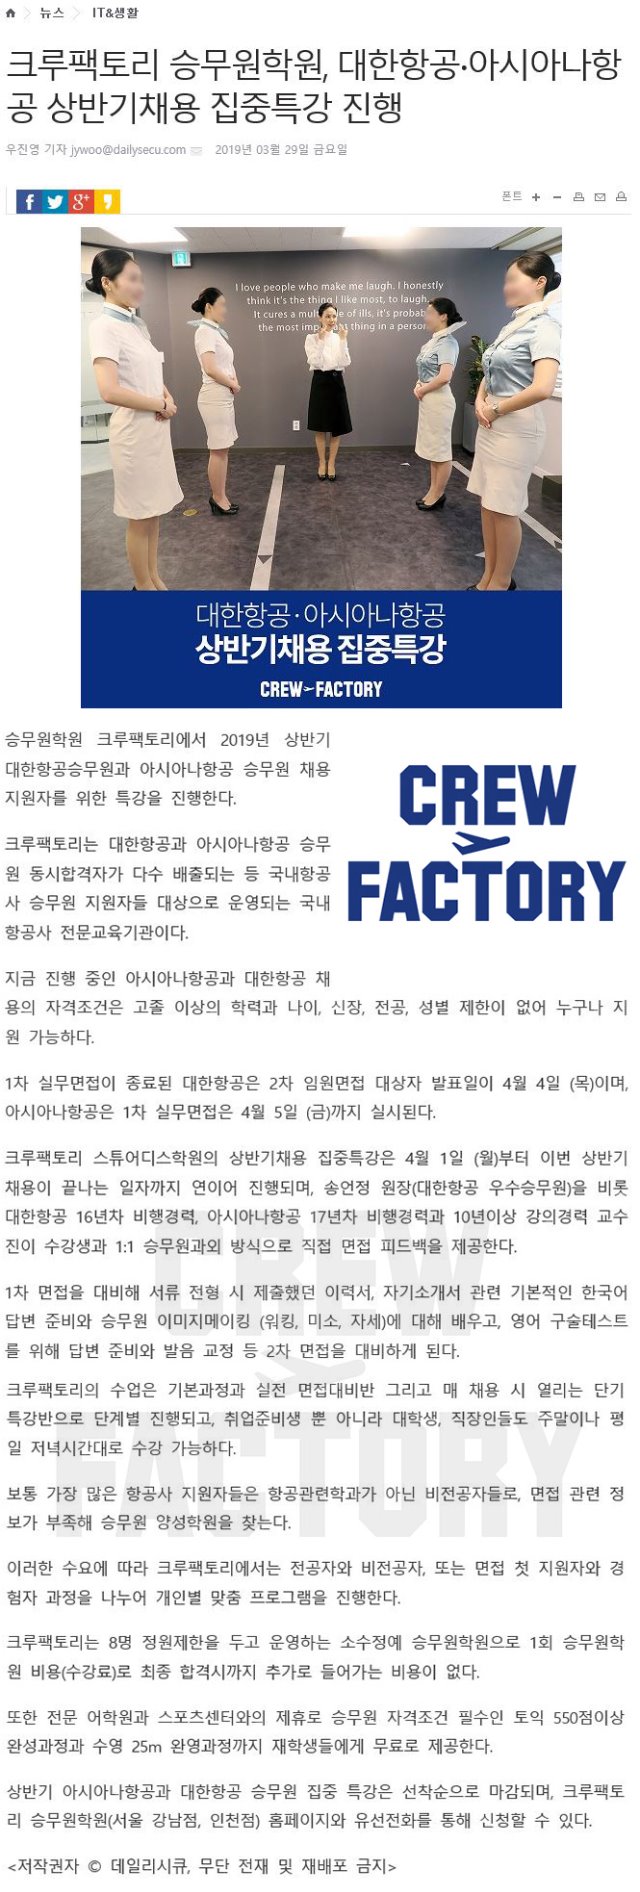 뉴스 IT&생활
크루팩토리 승무원학원, 대한항공·아시아나항
공 상반기채용 집중특강 진행
우진영 기자 jywoo@dailysecu.com 2019년 03월 29일 금요일
폰트
I love people who make me laugh. I honestly
think it's the thing I like most, to laugh.
It cures a of ills, it's
the most thing in a
대한항공·아시아나항공
상반기채용 집중특강
CREW FACTORY
승무원학원 크루팩토리에서 2019년 상반기
대한항공승무원과 아시아나항공 승무원 채용
지원자를 위한 특강을 진행한다.
CREW
FACTORY
크루팩토리는 대한항공과 아시아나항공 승무
원 동시합격자가 다수 배출되는 등 국내항공
사 승무원 지원자들 대상으로 운영되는 국내
항공사 전문교육기관이다.
지금 진행 중인 아시아나항공과 대한항공 채
용의 자격조건은 고졸 이상의 학력과 나이, 신장, 전공, 성별 제한이 없어 누구나 지
원 가능하다.
1차 실무면접이 종료된 대한항공은 2차 임원면접 대상자 발표일이 4월 4일 (목)이며,
아시아나항공은 1차 실무면접은 4월 5일 (금)까지 실시된다.
크루팩토리 스튜어디스학원의 상반기채용 집중특강은 4월 1일 (월)부터 이번 상반기
채용이 끝나는 일자까지 연이어 진행되며, 송언정 원장(대한항공 우수승무원)을 비롯
대한항공 16년차 비행경력, 아시아나항공 17년차 비행경력과 10년이상 강의경력 교수
진이 수강생과 1:1 승무원과외 방식으로 직접 면접 피드백을 제공한다.
1차 면접을 대비해 서류 전형 시 제출했던 이력서, 자기소개서 관련 기본적인 한국어
답변 준비와 승무원 이미지메이킹 (워킹, 미소, 자세)에 대해 배우고, 영어 구술테스트
를 위해 답변 준비와 발음 교정 등 2차 면접을 대비하게 된다.
크루팩토리의 수업은 기본과정과 실전 면접대비반 그리고 매 채용 시 열리는 단기
특강반으로 단계별 진행되고, 취업준비생 뿐 아니라 대학생, 직장인들도 주말이나 평
일 저녁시간대로 수강 가능하다.
보통 가장 많은 항공사 지원자들은 항공관련학과가 아닌 비전공자들로, 면접 관련 정
보가 부족해 승무원 양성학원을 찾는다.
이러한 수요에 따라 크루팩토리에서는 전공자와 비전공자, 또는 면접 첫 지원자와 경
험자 과정을 나누어 개인별 맞춤 프로그램을 진행한다.
크루팩토리는 8명 정원제한을 두고 운영하는 소수정예 승무원학원으로 1회 승무원학
원 비용(수강료)로 최종 합격시까지 추가로 들어가는 비용이 없다.
또한 전문 어학원과 스포츠센터와의 제휴로 승무원 자격조건 필수인 토익 550점이상
완성과정과 수영 25m 완영과정까지 재학생들에게 무료로 제공한다.
상반기 아시아나항공과 대한항공 승무원 집중 특강은 선착순으로 마감되며, 크루팩토
리 승무원학원(서울 강남점, 인천점) 홈페이지와 유선전화를 통해 신청할 수 있다.
<저작권자 © 데일리시큐, 무단 전재 및 재배포 금지>
CREW
FACTORY